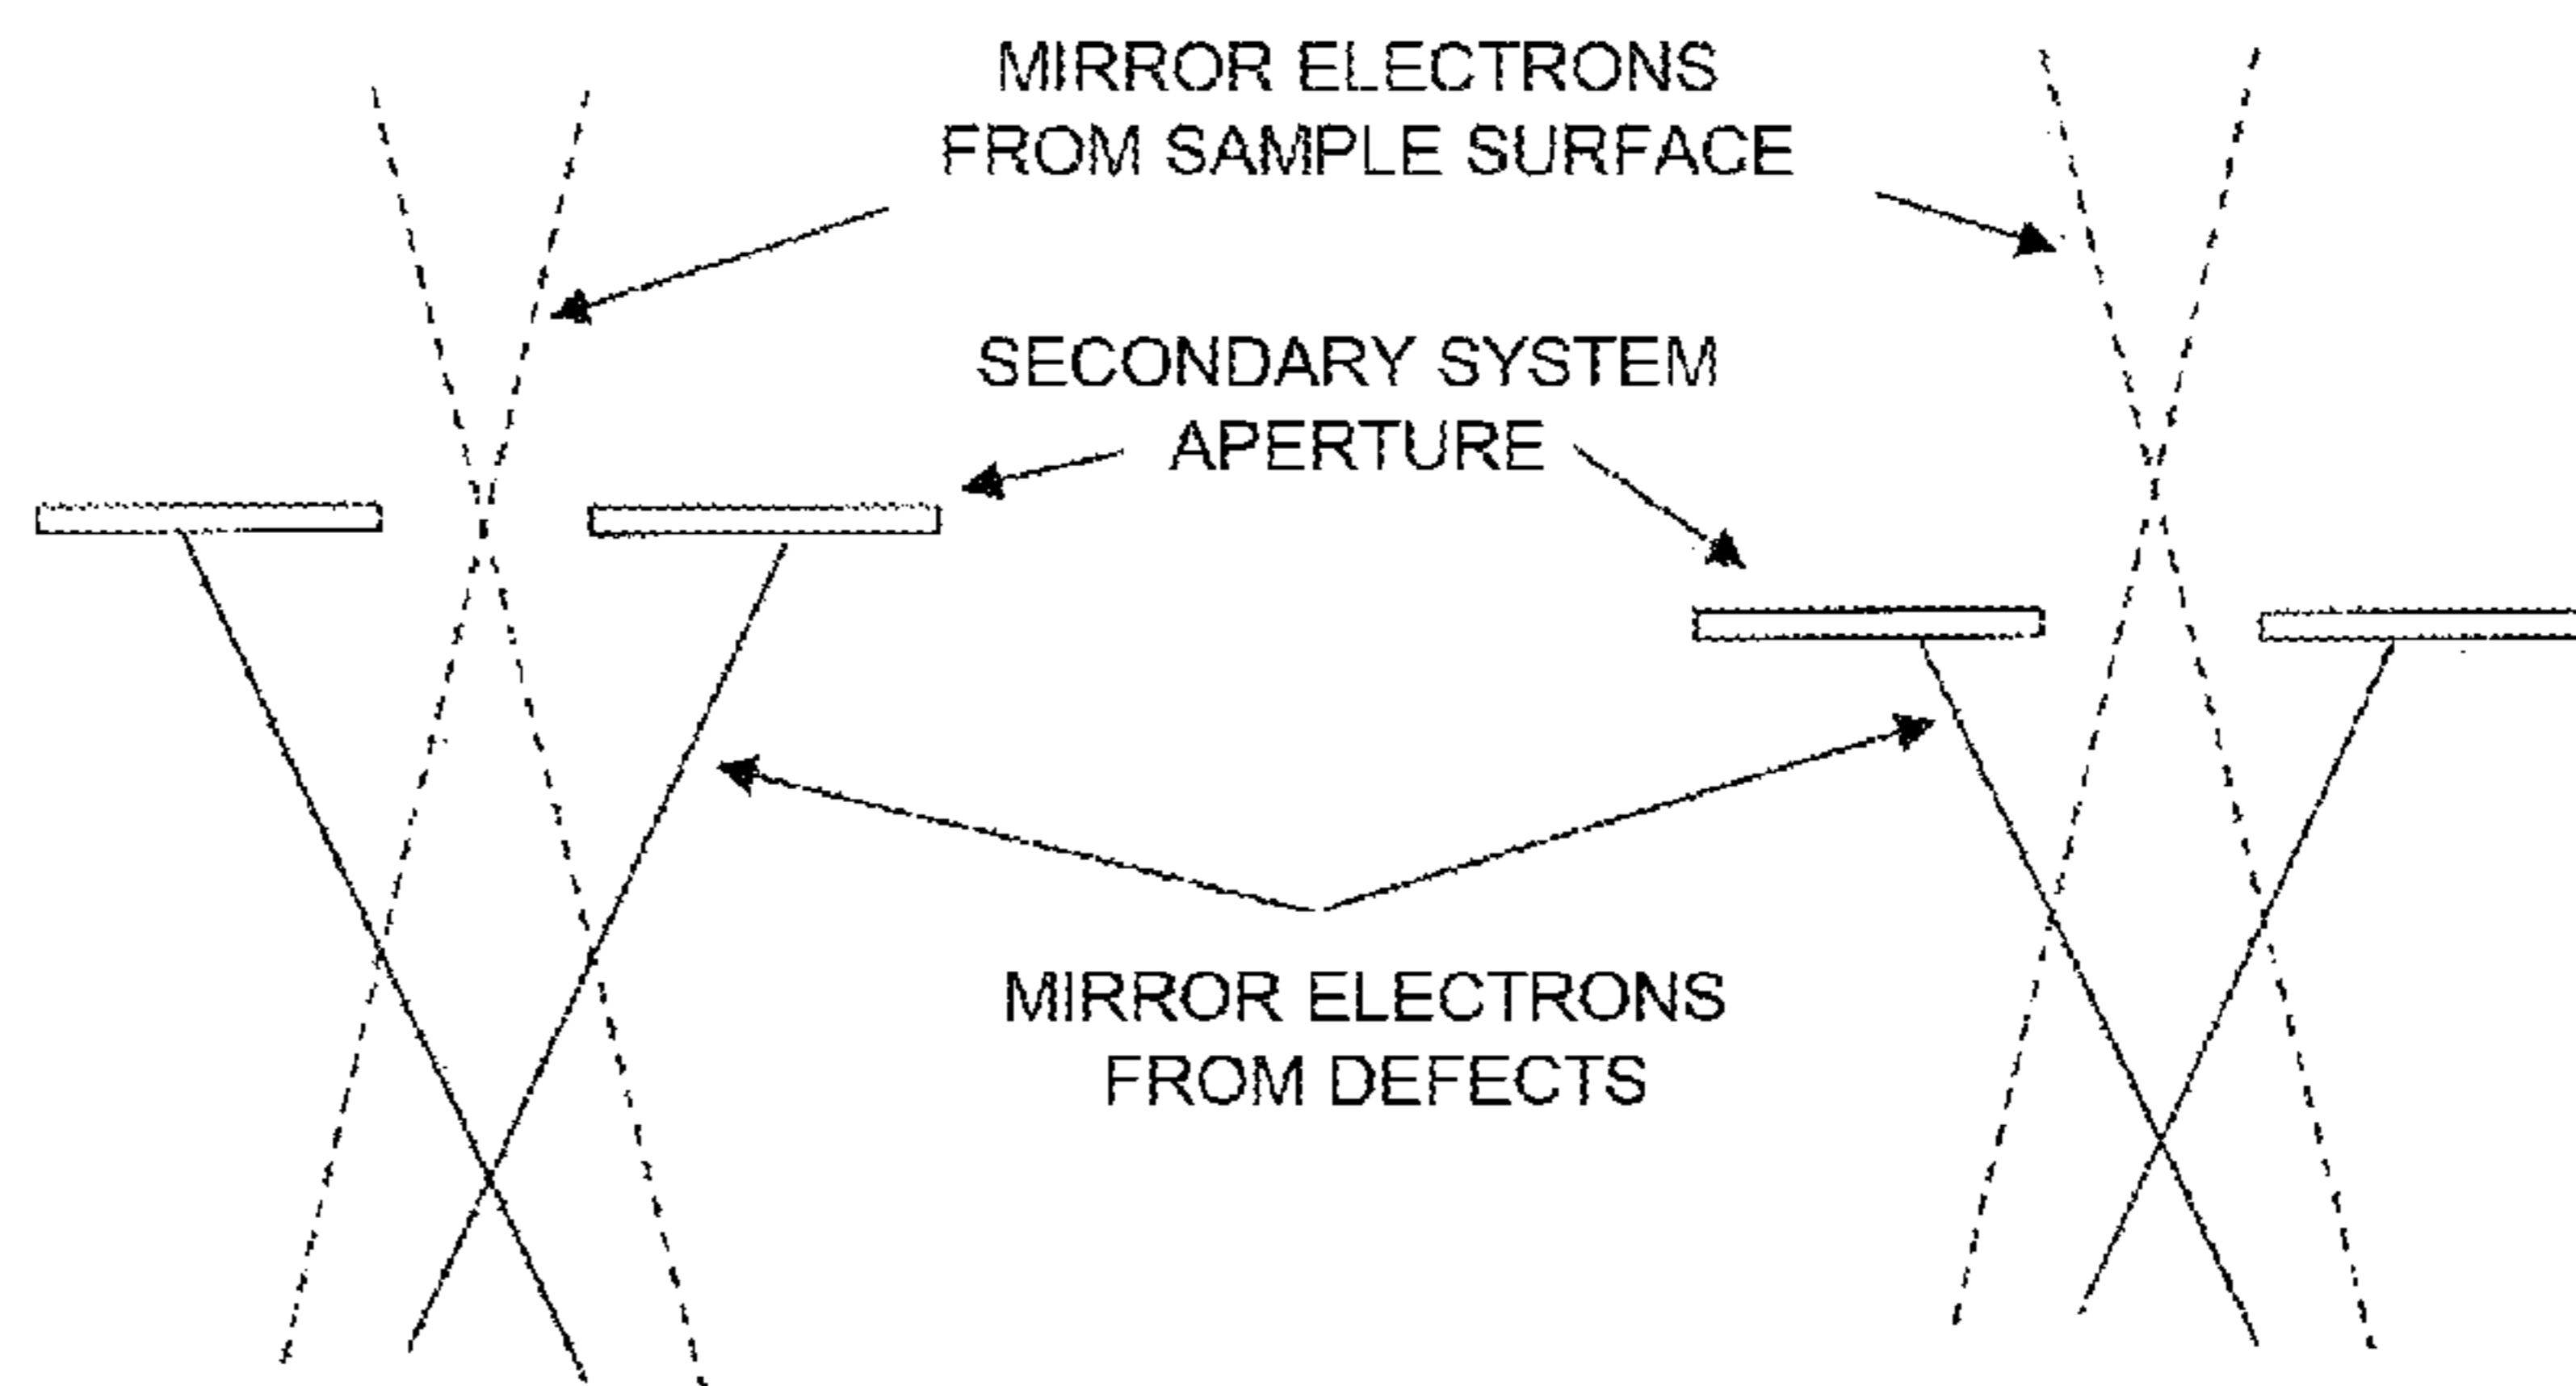 MIRROR ELECTRONS
FROM SAMPLE SURFACE
SECONDARY SYSTEM
APERTURE
MIRROR ELECTRONS
FROM DEFECTS